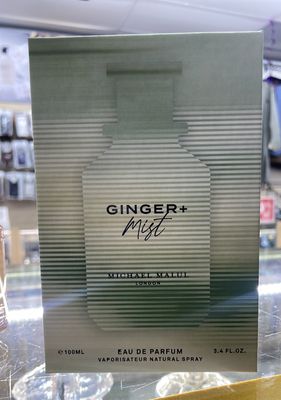 GINGER+
Mist
MICHAEL MALUL
LONDON
℮100ML EAU DE PARFUM 3.4 FL.OZ.
VAPORISATEUR NATURAL SPRAY